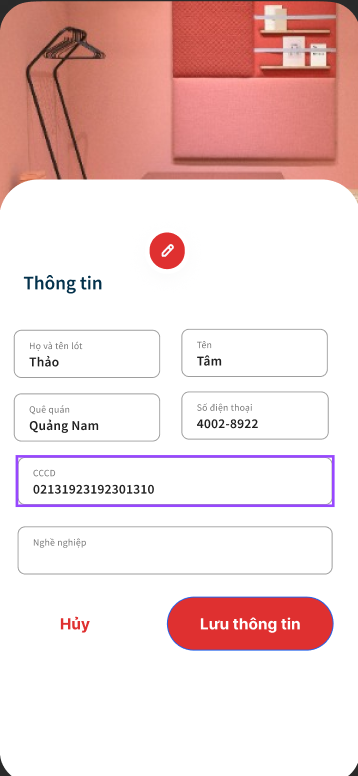 Thông tin
Họ và tên lót
Thảo
Tên
Tâm
Quê quán
Quảng Nam
Số điện thoại
4002-8922
CCCD
02131923192301310
Nghề nghiệp
Hủy
Lưu thông tin